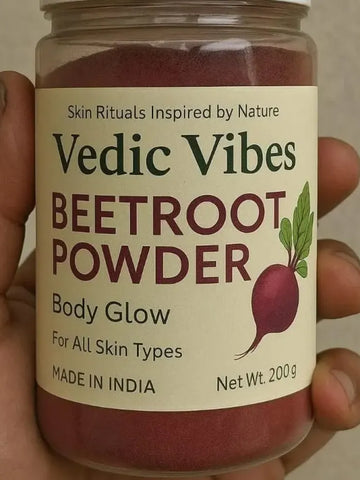 Skin Rituals Inspired by Nature
Vedic Vibes
BEETROOT
POWDER
Body Glow
For All Skin Types
MADE IN INDIA
Net Wt. 200 g